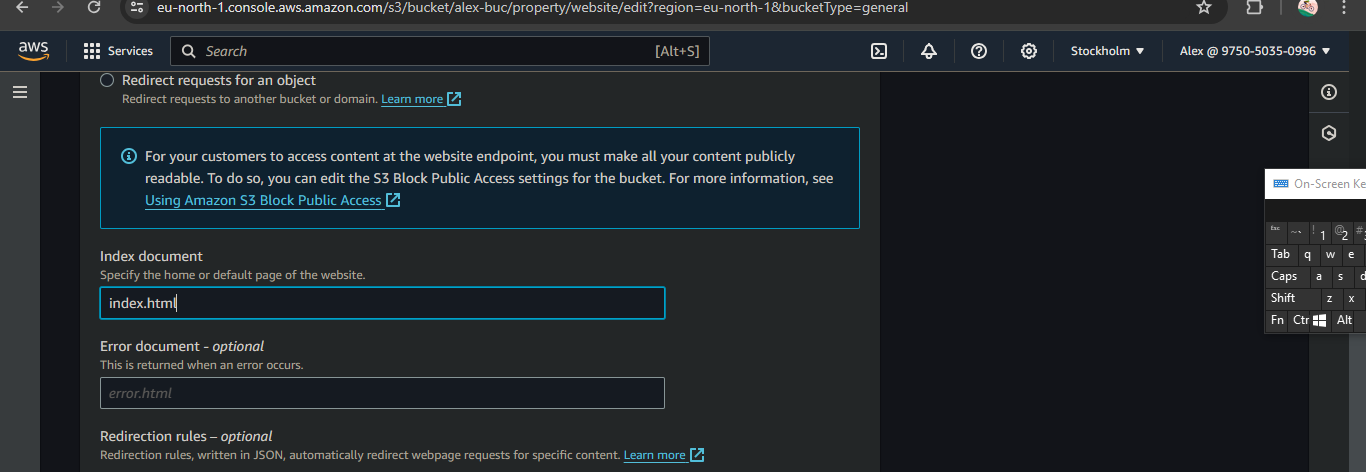 eu-north-1.console.aws.amazon.com/s3/bucket/alex-buc/property/website/edit?region=eu-north-1&bucketType=general
aws
Services
Search
[Alt+S]
Stockholm
Alex @ 9750-5035-0996
Redirect requests for an object
Redirect requests to another bucket or domain. Learn more
For your customers to access content at the website endpoint, you must make all your content publicly
readable. To do so, you can edit the S3 Block Public Access settings for the bucket. For more information, see
Using Amazon S3 Block Public Access
Index document
Specify the home or default page of the website.
index.html
Error document - optional
This is returned when an error occurs.
error.html
Redirection rules – optional
Redirection rules, written in JSON, automatically redirect webpage requests for specific content. Learn more
On-Screen Ke
Esc ~ ` ! 1 @ 2 #
Tab q w e
Caps a s d
Shift z x
Fn Ctr Alt